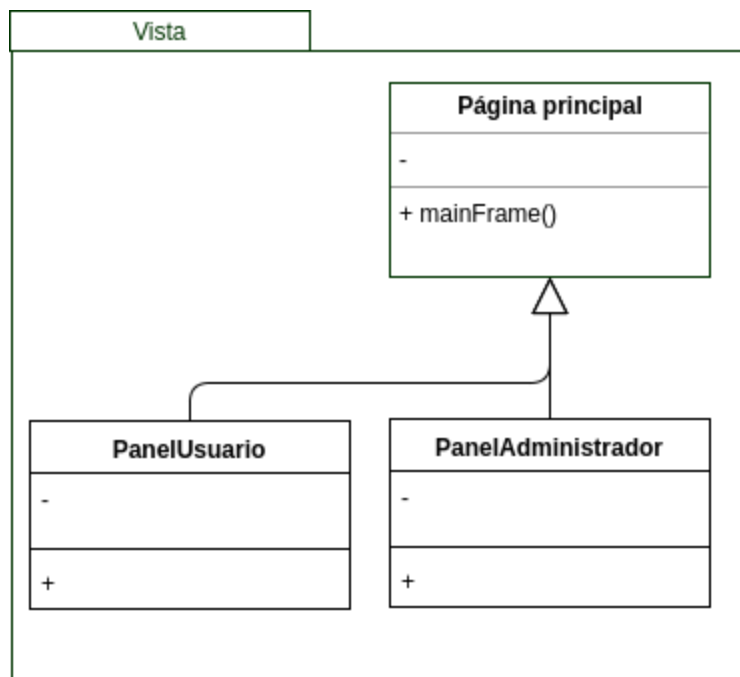 Vista
Página principal
-
+ mainFrame()
PanelUsuario
-
+
PanelAdministrador
-
+